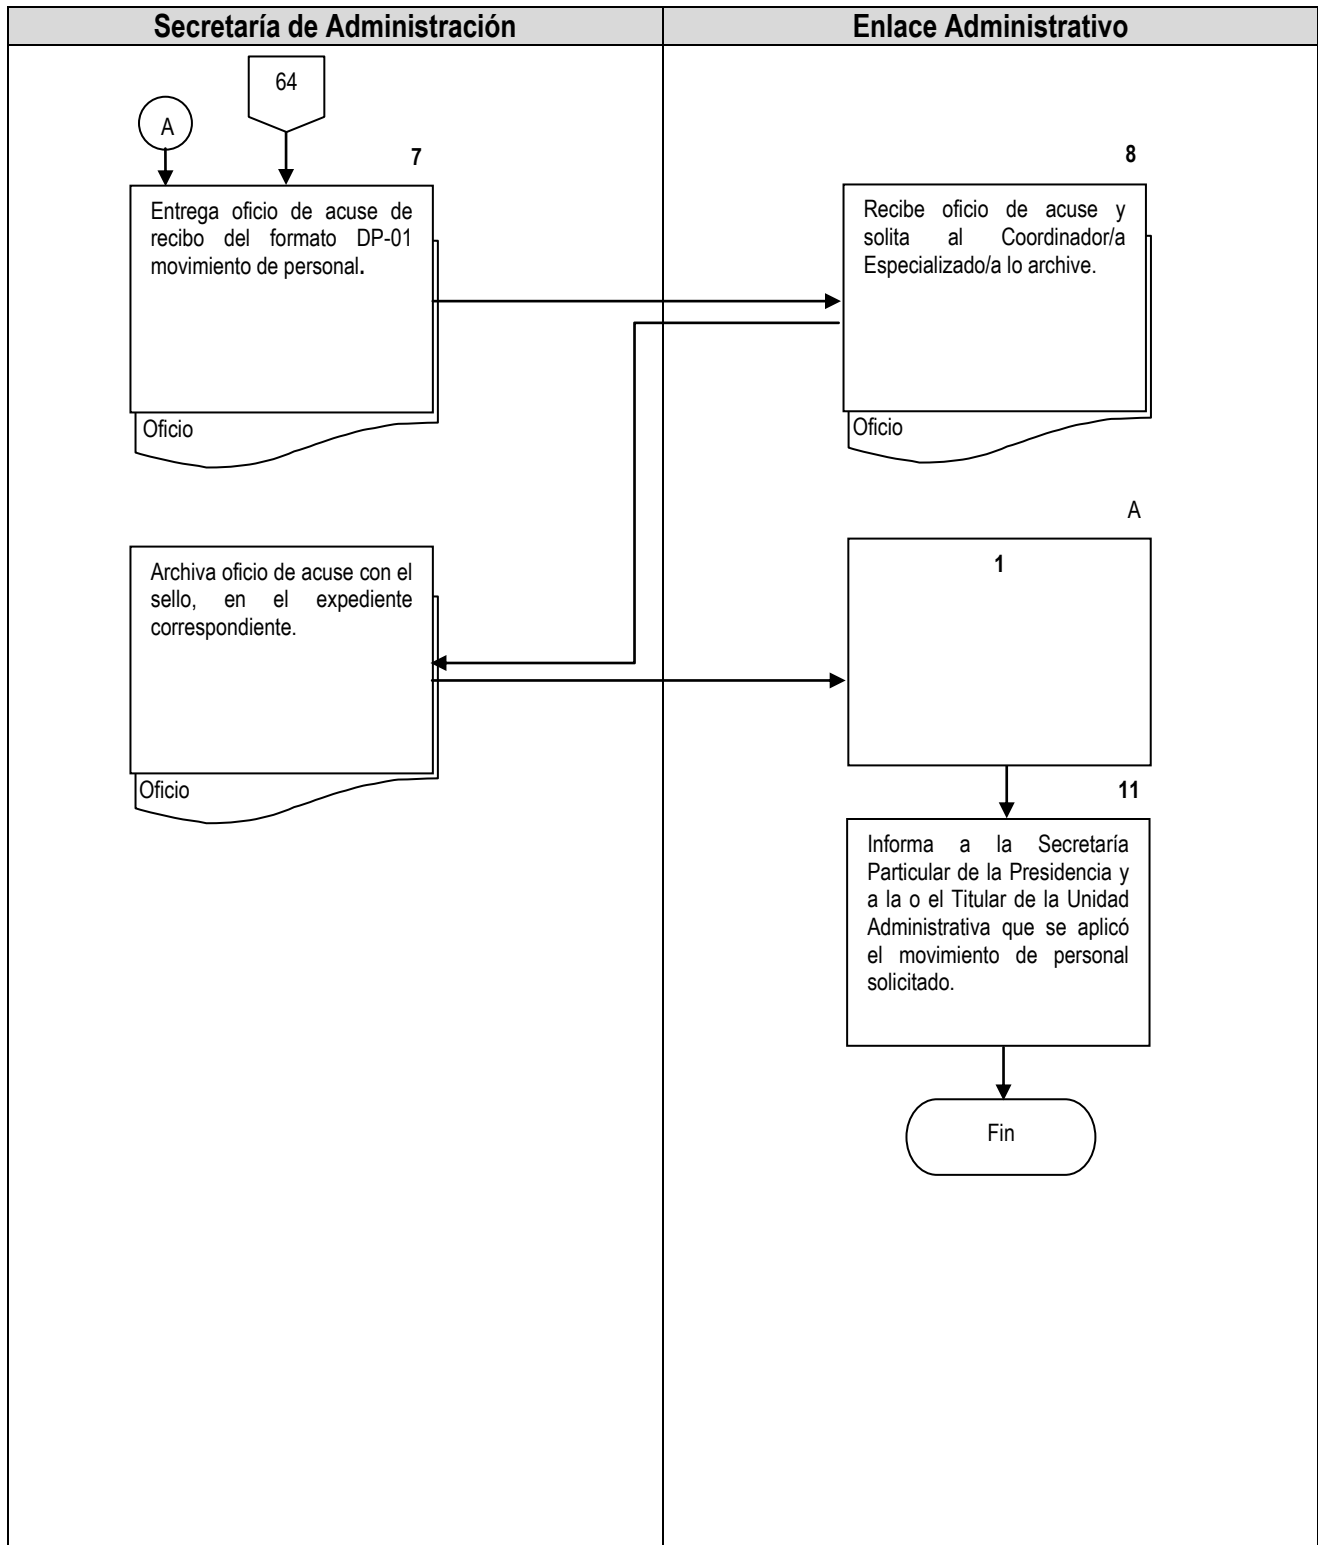 Secretaría de Administración
Enlace Administrativo
64
A
7
Entrega oficio de acuse de
recibo del formato DP-01
movimiento de personal.
Oficio
8
Recibe oficio de acuse y
solita al Coordinador/a
Especializado/a lo archive.
Oficio
Archiva oficio de acuse con el
sello, en el expediente
correspondiente.
Oficio
A
1
11
Informa a la Secretaría
Particular de la Presidencia y
a la o el Titular de la Unidad
Administrativa que se aplicó
el movimiento de personal
solicitado.
Fin